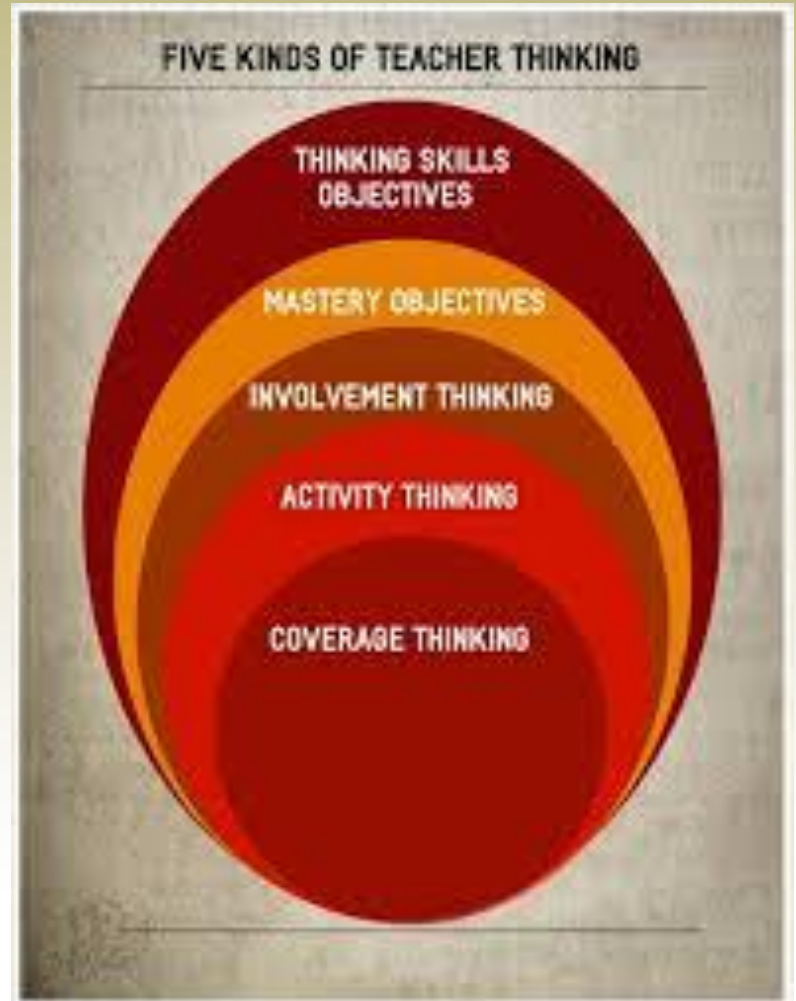 FIVE KINDS OF TEACHER THINKING
THINKING SKILLS
OBJECTIVES
MASTERY OBJECTIVES
INVOLVEMENT THINKING
ACTIVITY THINKING
COVERAGE THINKING